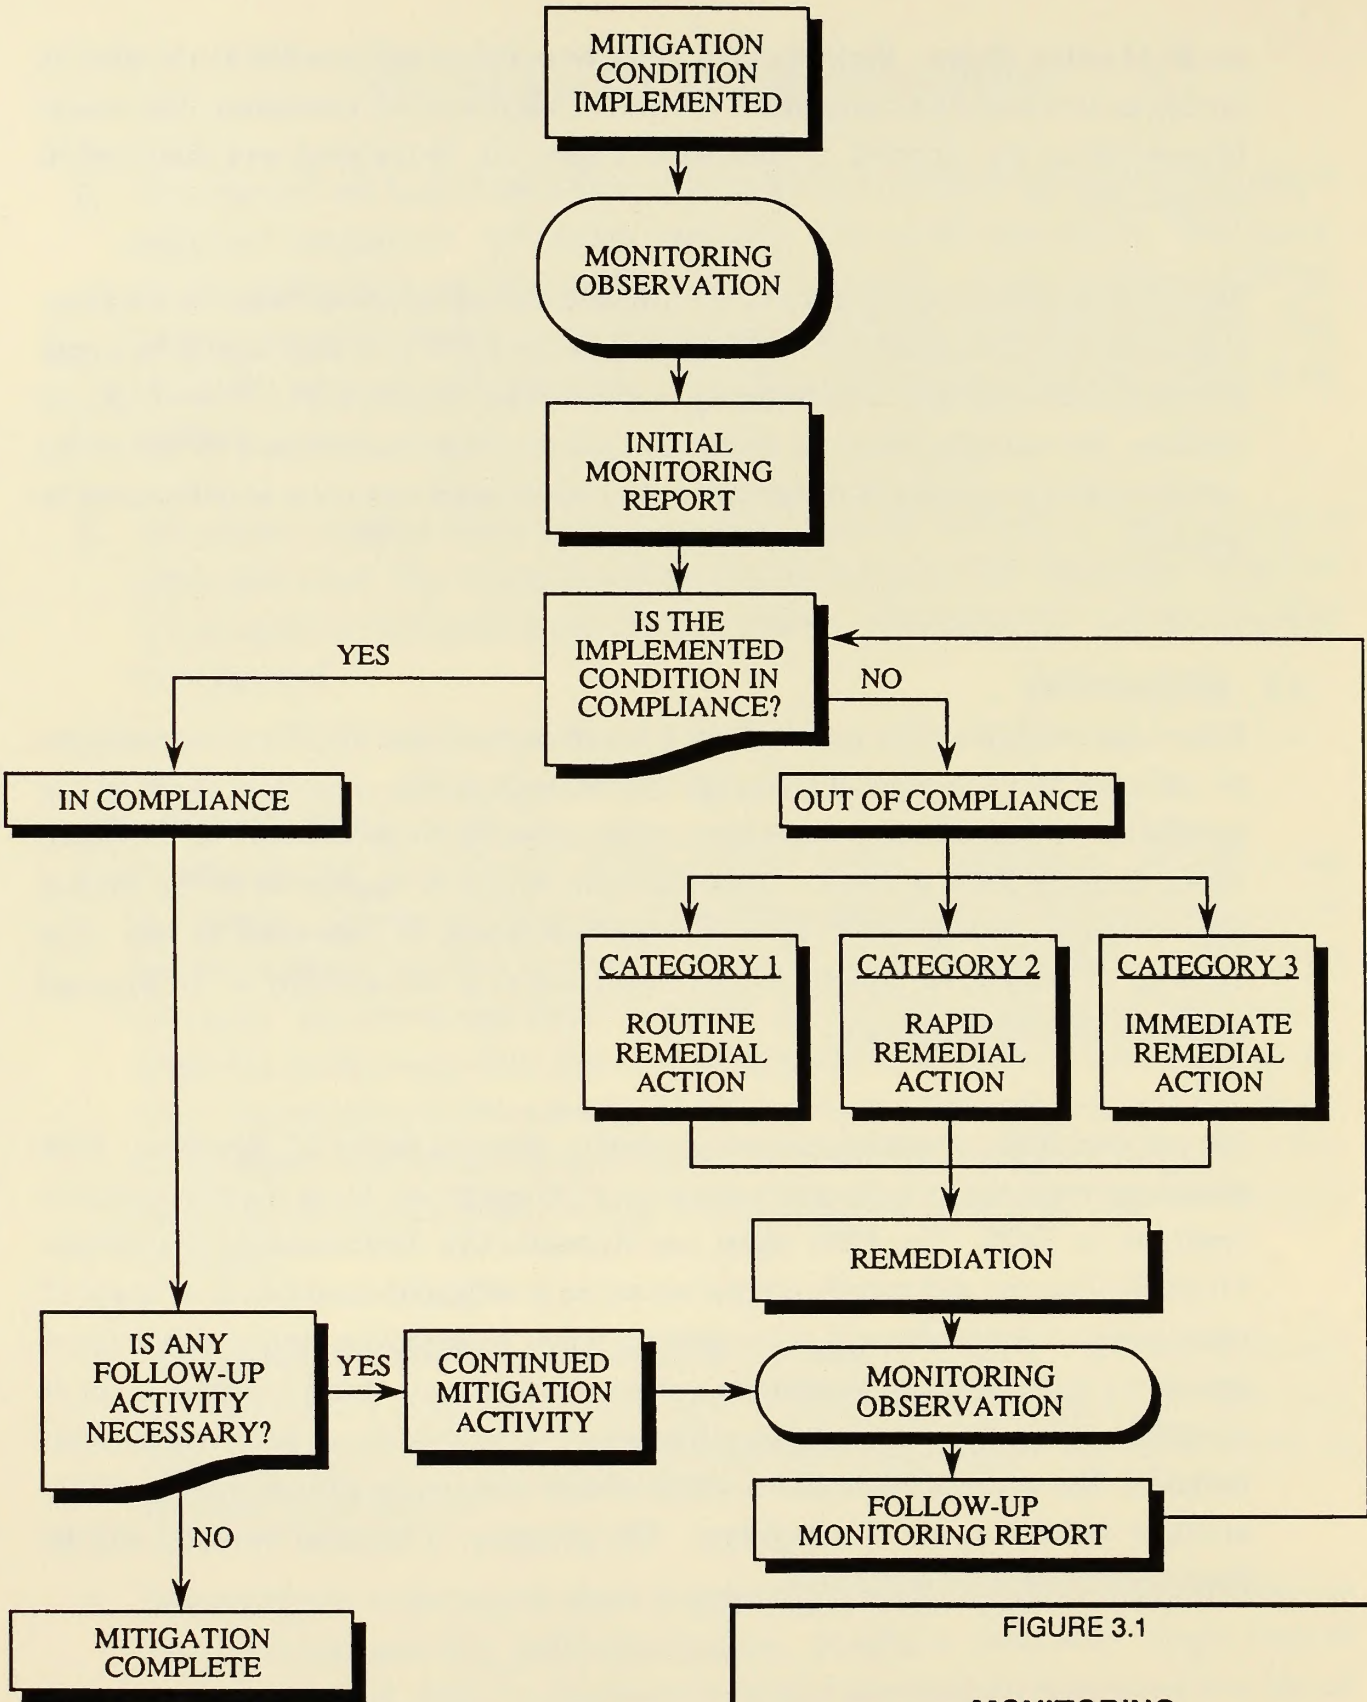 MITIGATION
CONDITION
IMPLEMENTED
MONITORING
OBSERVATION
INITIAL
MONITORING
REPORT
IS THE
IMPLEMENTED
CONDITION IN
COMPLIANCE?
YES
NO
IN COMPLIANCE
OUT OF COMPLIANCE
CATEGORY 1
ROUTINE
REMEDIAL
ACTION
CATEGORY 2
RAPID
REMEDIAL
ACTION
CATEGORY 3
IMMEDIATE
REMEDIAL
ACTION
REMEDIATION
IS ANY
FOLLOW-UP
ACTIVITY
NECESSARY?
YES
CONTINUED
MITIGATION
ACTIVITY
MONITORING
OBSERVATION
FOLLOW-UP
MONITORING REPORT
NO
MITIGATION
COMPLETE
FIGURE 3.1
MONITORING